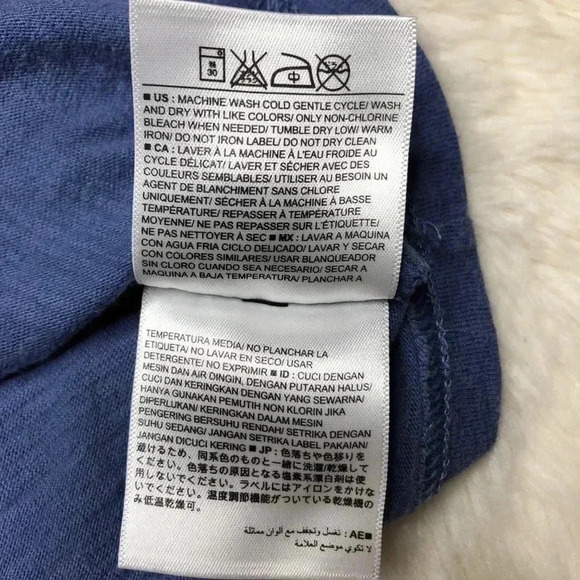 弱
30
中
■ US : MACHINE WASH COLD GENTLE CYCLE/ WASH
AND DRY WITH LIKE COLORS/ ONLY NON-CHLORINE
BLEACH WHEN NEEDED/ TUMBLE DRY LOW/ WARM
IRON/ DO NOT IRON LABEL/ DO NOT DRY CLEAN
■ CA : LAVER À LA MACHINE À L'EAU FROIDE AU
CYCLE DÉLICAT/ LAVER ET SÉCHER AVEC DES
COULEURS SEMBLABLES/ UTILISER AU BESOIN UN
AGENT DE BLANCHIMENT SANS CHLORE
UNIQUEMENT/ SÉCHER À LA MACHINE À BASSE
TEMPÉRATURE/ REPASSER À TEMPÉRATURE
MOYENNE/ NE PAS REPASSER SUR L'ÉTIQUETTE/
NE PAS NETTOYER À SEC ■ MX : LAVAR A MAQUINA
CON AGUA FRIA CICLO DELICADO/ LAVAR Y SECAR
CON COLORES SIMILARES/ USAR BLANQUEADOR
SIN CLORO CUANDO SEA NECESARIO/ SECAR A
MAQUINA A BAJA TEMPERATURA/ PLANCHAR A
TEMPERATURA MEDIA/ NO PLANCHAR LA
ETIQUETA/ NO LAVAR EN SECO/ USAR
DETERGENTE/ NO EXPRIMIR ■ ID : CUCI DENGAN
MESIN DAN AIR DINGIN, DENGAN PUTARAN HALUS/
CUCI DAN KERINGKAN DENGAN YANG SEWARNA/
HANYA GUNAKAN PEMUTIH NON KLORIN JIKA
DIPERLUKAN/ KERINGKAN DALAM MESIN
PENGERING BERSUHU RENDAH/ SETRIKA DENGAN
SUHU SEDANG/ JANGAN SETRIKA LABEL PAKAIAN/
JANGAN DICUCI KERING ■ JP : 色落ちや色移りを
避けるため、同系色のものと一緒に洗濯/乾燥して
ください。色落ちの原因となる塩素系漂白剤は使
用しないでください。ラベルにはアイロンをかけな
いでください。温度調節機能がついている乾燥機の
み低温乾燥可。
■AE : تغسل وتجفف مع ألوان مماثلة
لا تكوي موضع العلامة